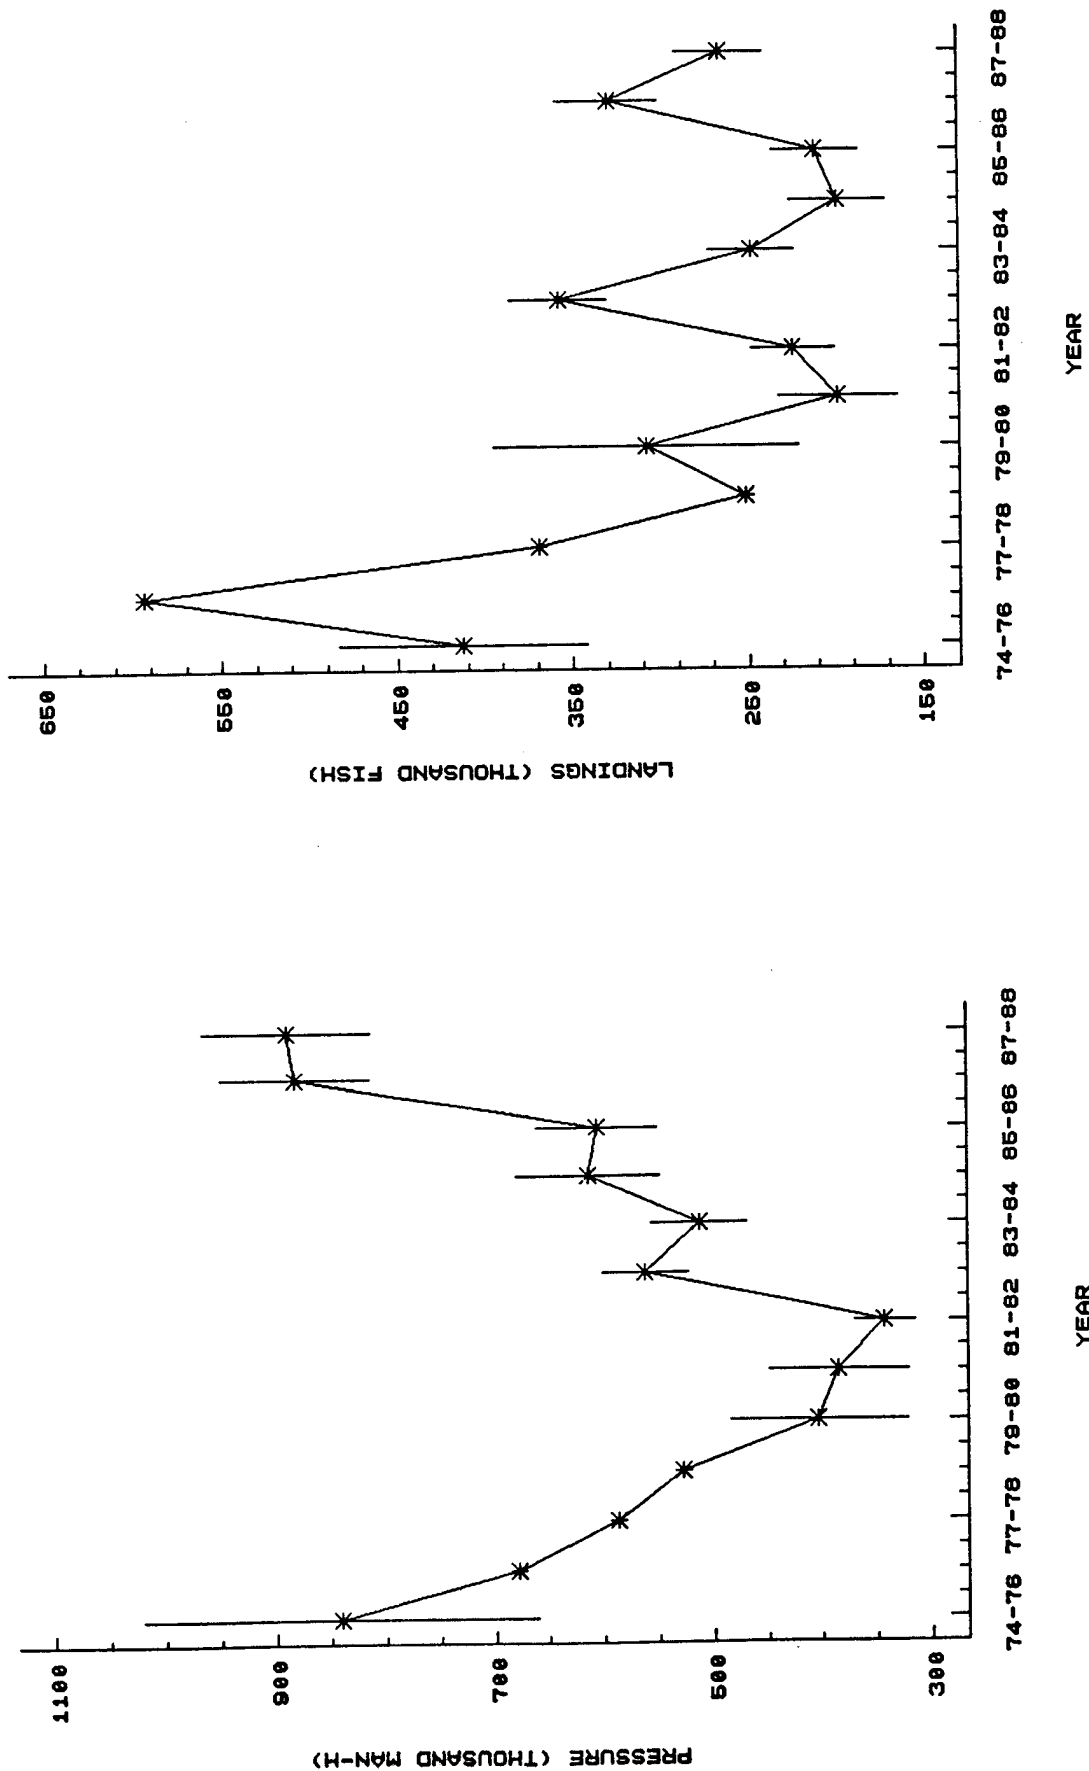 PRESSURE (THOUSAND MAN-H)
1100
900
700
500
300
74-76 77-78 79-80 81-82 83-84 85-86 87-88
YEAR
LANDINGS (THOUSAND FISH)
650
550
450
350
250
150
74-76 77-78 79-80 81-82 83-84 85-86 87-88
YEAR